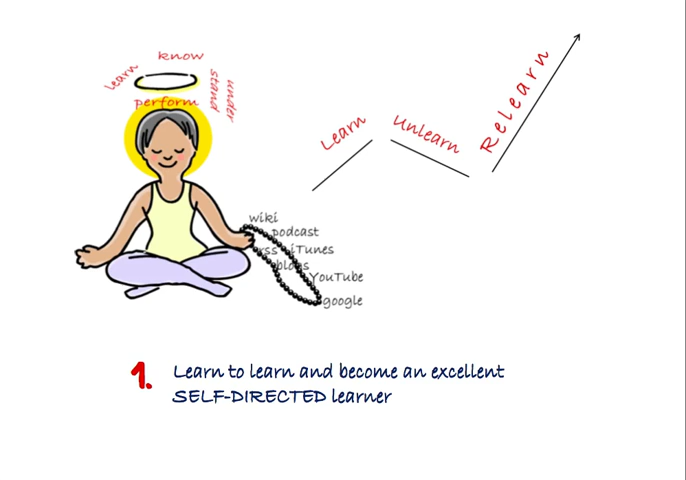 know
learn
under
stand
perform
Learn
Unlearn
Relearn
wiki
podcast
rss
iTunes
blogs
YouTube
google
1. Learn to learn and become an excellent
SELF-DIRECTED learner